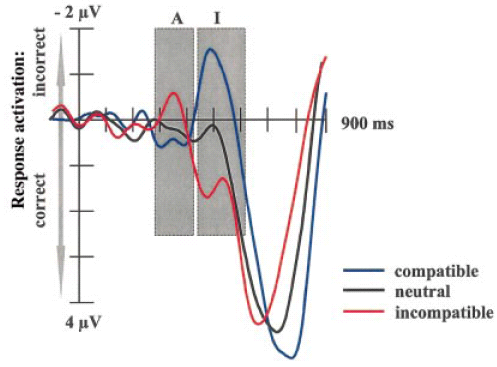 - 2 µV
A I
Response activation:
incorrect
correct
900 ms
4 µV
compatible
neutral
incompatible